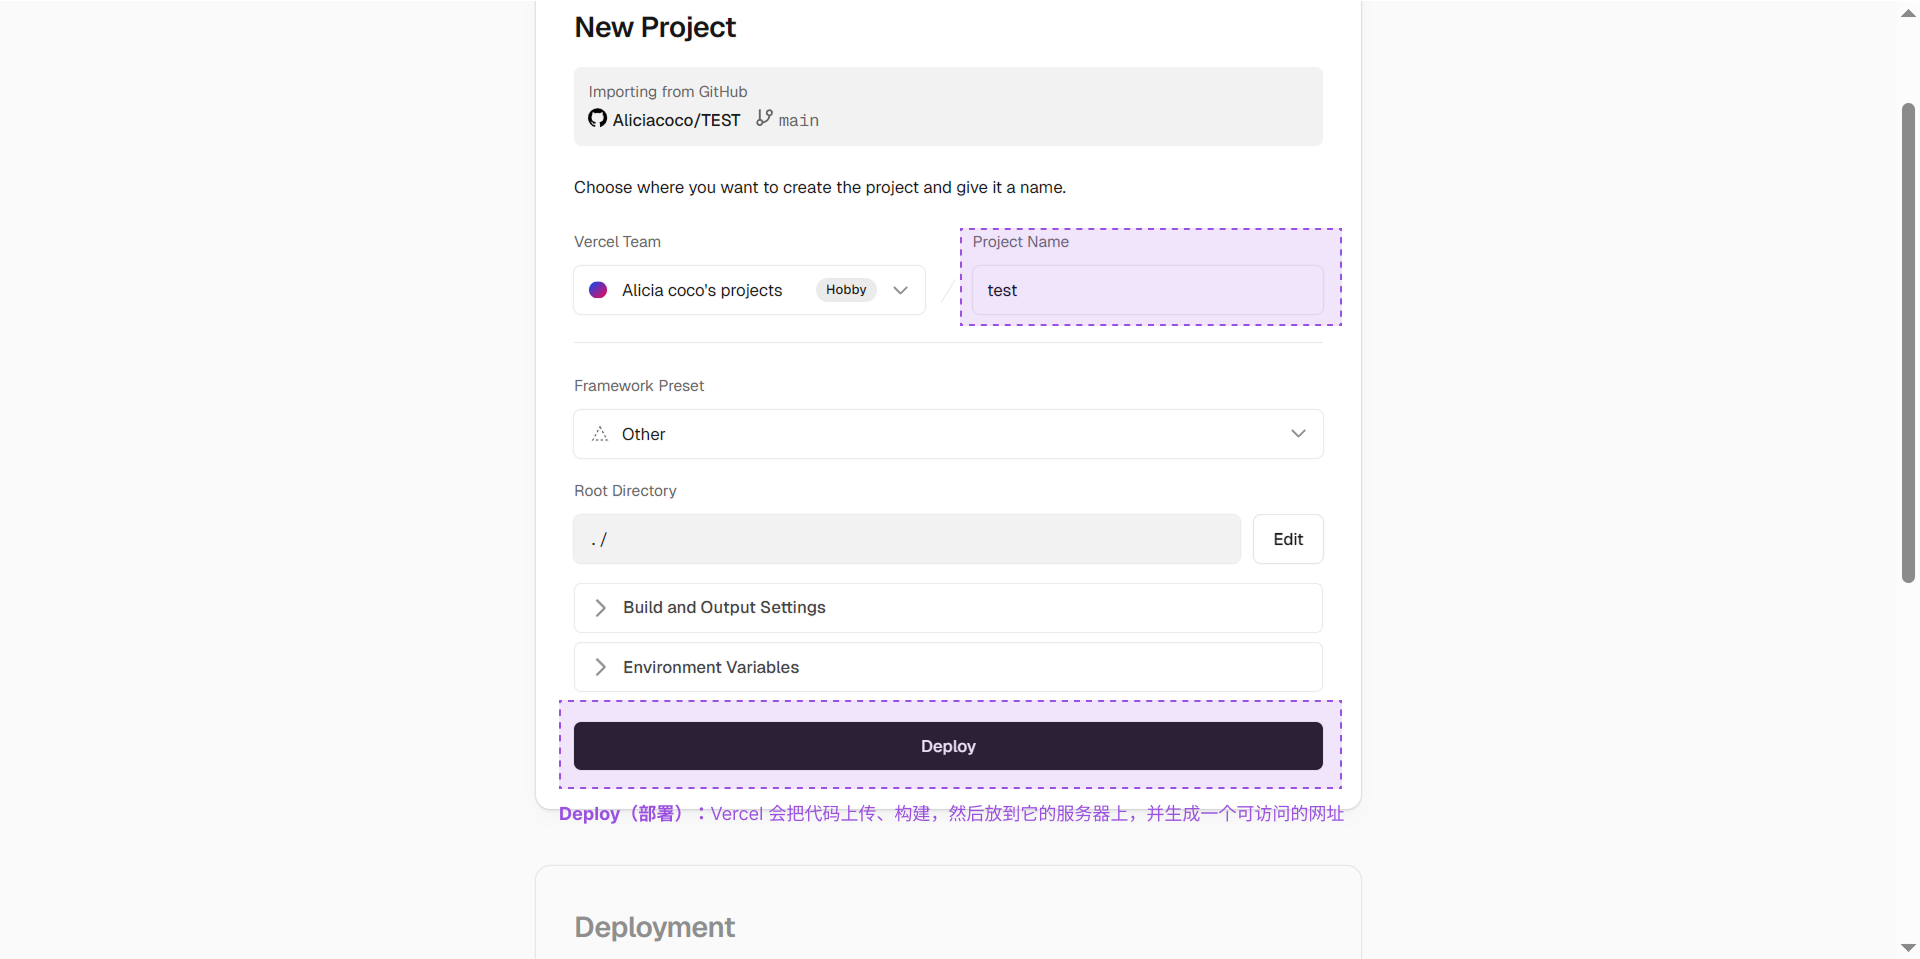 New Project
Importing from GitHub
Aliciacoco/TEST main
Choose where you want to create the project and give it a name.
Vercel Team
Project Name
Alicia coco's projects Hobby
test
Framework Preset
Other
Root Directory
./
Edit
Build and Output Settings
Environment Variables
Deploy
Deploy（部署）：Vercel 会把代码上传、构建，然后放到它的服务器上，并生成一个可访问的网址
Deployment